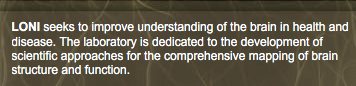 LONI seeks to improve understanding of the brain in health and
disease. The laboratory is dedicated to the development of
scientific approaches for the comprehensive mapping of brain
structure and function.